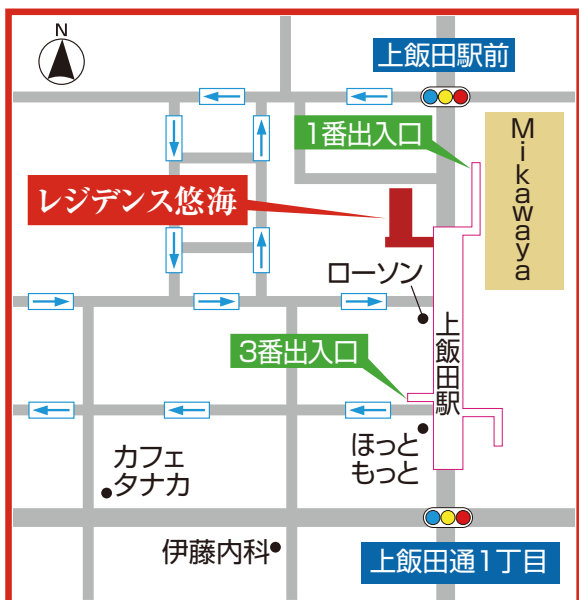 N
上飯田駅前
1番出入口
Mikawaya
レジデンス悠海
ローソン
上飯田駅
3番出入口
ほっと
もっと
カフェ
タナカ
伊藤内科
上飯田通1丁目